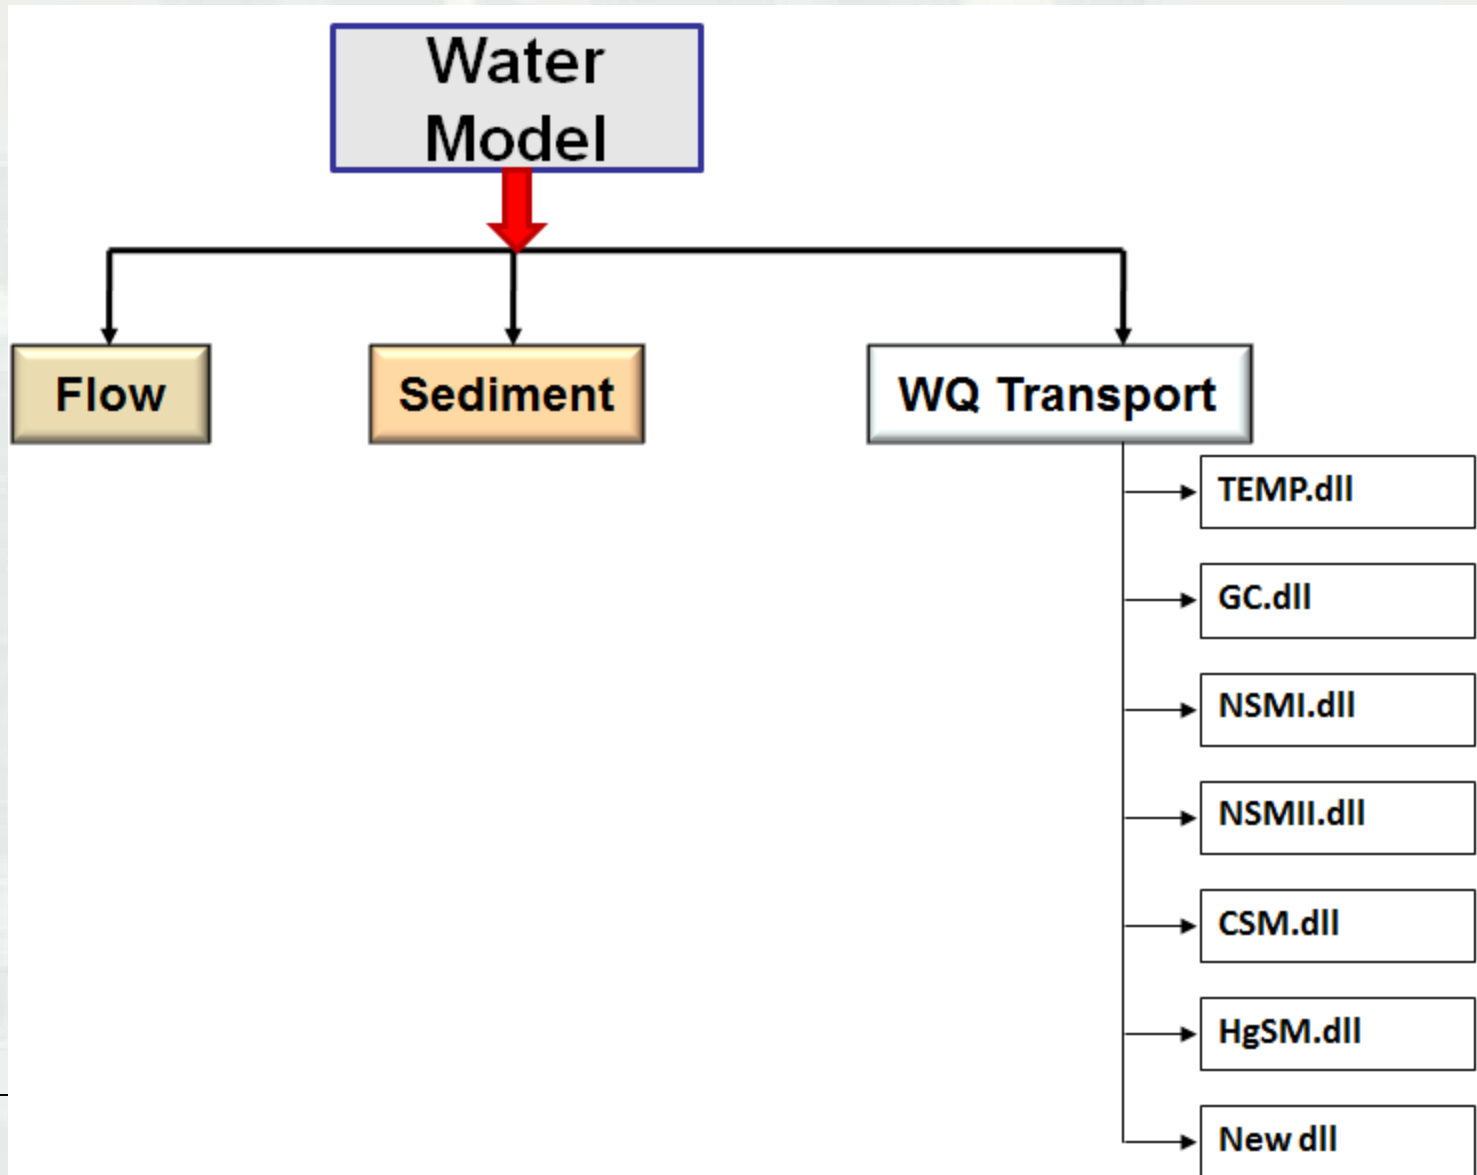 Water
Model
Flow
Sediment
WQ Transport
TEMP.dll
GC.dll
NSMI.dll
NSMII.dll
CSM.dll
HgSM.dll
New dll